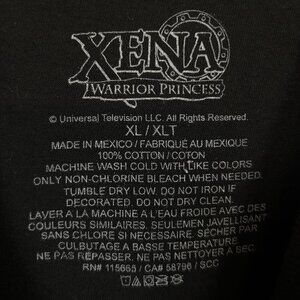 XENA
WARRIOR PRINCESS
© Universal Television LLC. All Rights Reserved.
XL / XLT
MADE IN MEXICO / FABRIQUÉ AU MEXIQUE
100% COTTON / COTON
MACHINE WASH COLD WITH LIKE COLORS
ONLY NON-CHLORINE BLEACH WHEN NEEDED.
TUMBLE DRY LOW. DO NOT IRON IF
DECORATED. DO NOT DRY CLEAN.
LAVER A LA MACHINE A L'EAU FROIDE AVEC DES
COULEURS SIMILAIRES. SEULEMEN JAVELLISANT
SANS CHLORE SI NECESSAIRE. SÉCHER PAR
CULBUTAGE A BASSE TEMPERATURE
NE PAS REPASSER. NE PAS NETTOYER A SEC
RN# 115665 / CA# 58796 / SCC